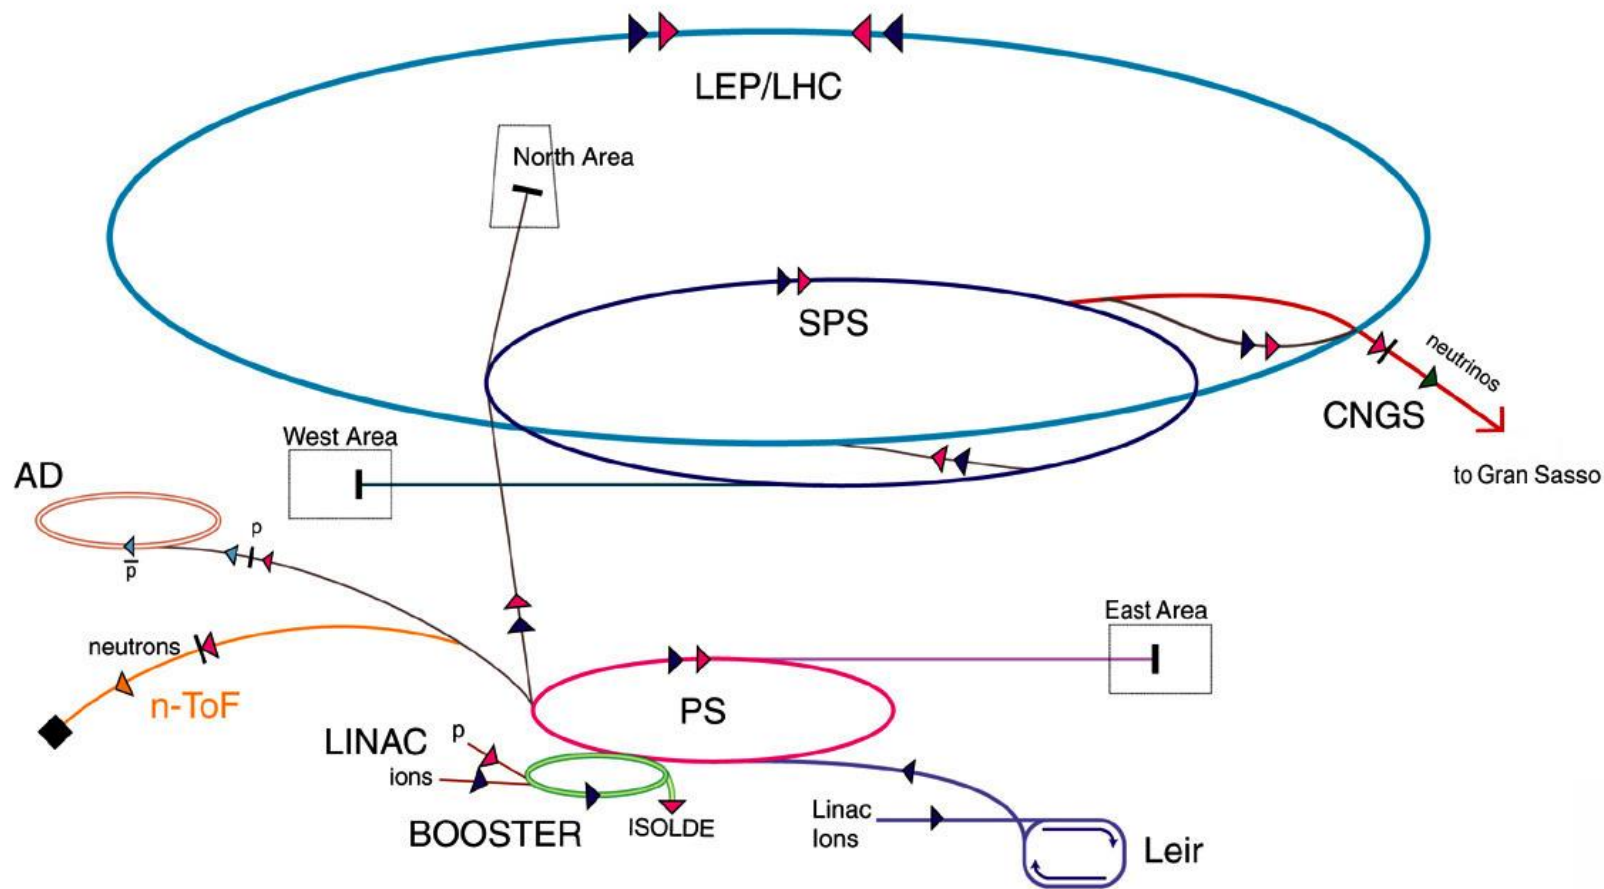 LEP/LHC
North Area
SPS
neutrinos
CNGS
West Area
AD
to Gran Sasso
p
p̅
East Area
neutrons
n-ToF
PS
LINAC
p
ions
Linac
Ions
BOOSTER
ISOLDE
Leir